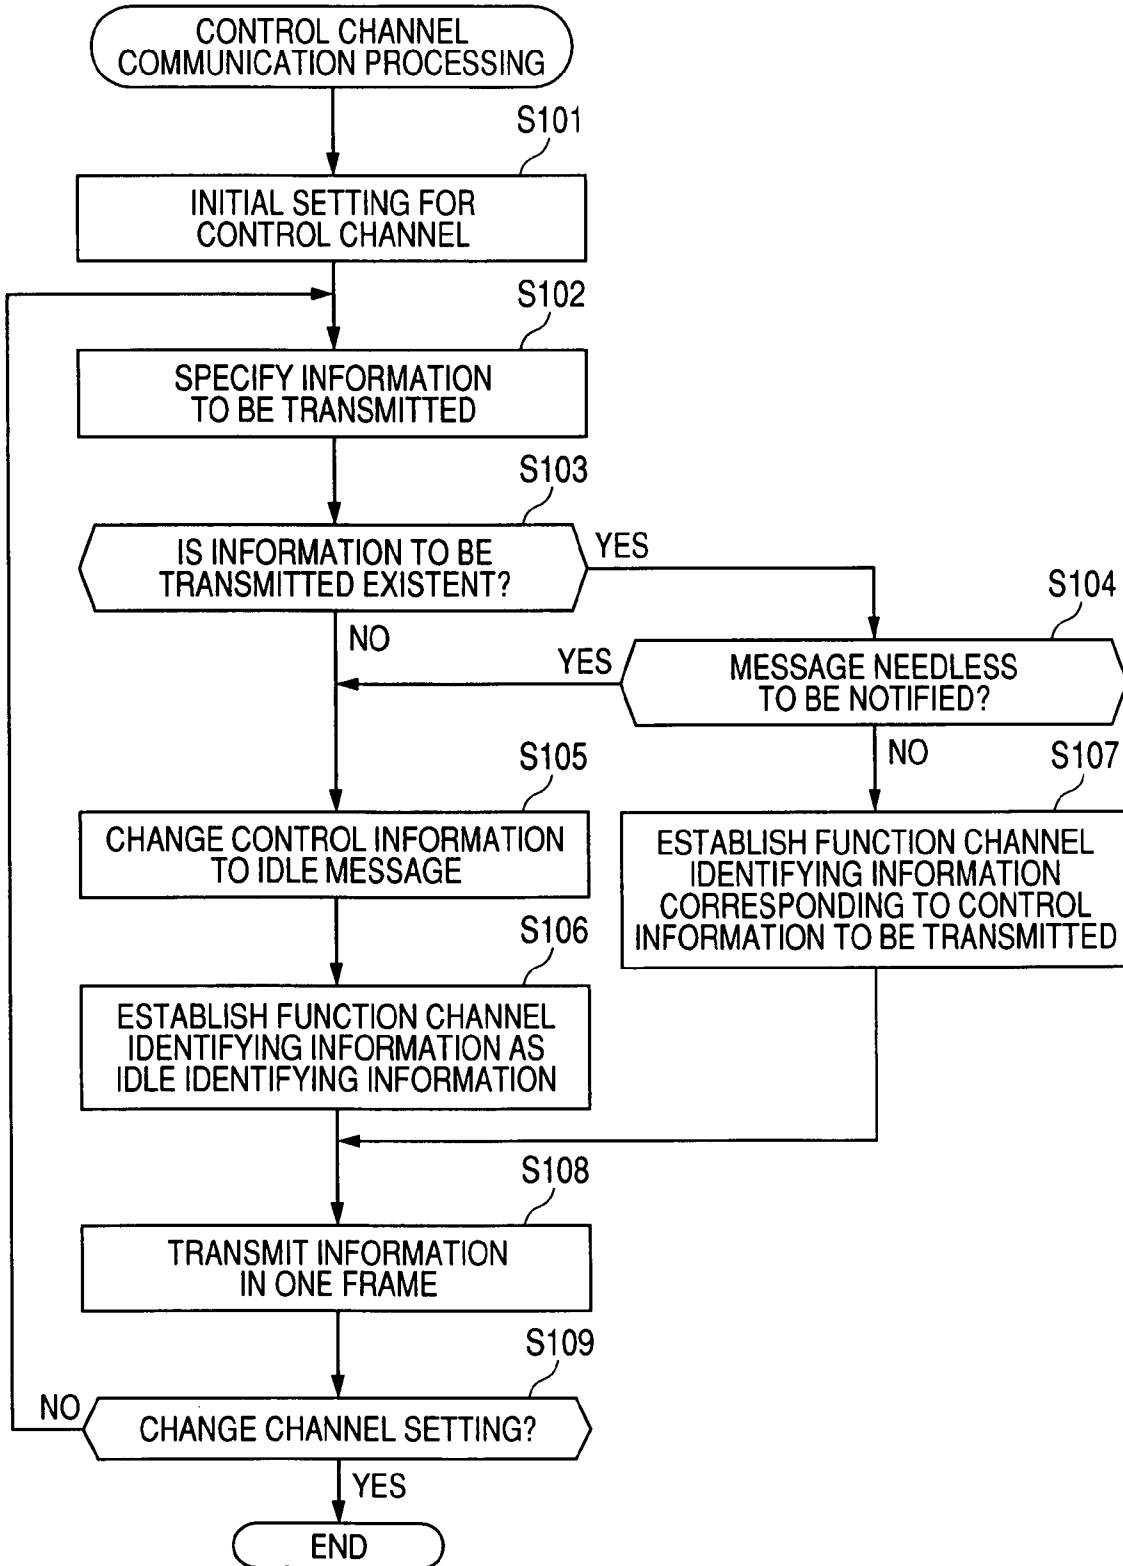 CONTROL CHANNEL
COMMUNICATION PROCESSING
S101
INITIAL SETTING FOR
CONTROL CHANNEL
S102
SPECIFY INFORMATION
TO BE TRANSMITTED
S103
IS INFORMATION TO BE
TRANSMITTED EXISTENT?
YES
NO
S104
MESSAGE NEEDLESS
TO BE NOTIFIED?
YES
NO
S105
CHANGE CONTROL INFORMATION
TO IDLE MESSAGE
S107
ESTABLISH FUNCTION CHANNEL
IDENTIFYING INFORMATION
CORRESPONDING TO CONTROL
INFORMATION TO BE TRANSMITTED
S106
ESTABLISH FUNCTION CHANNEL
IDENTIFYING INFORMATION AS
IDLE IDENTIFYING INFORMATION
S108
TRANSMIT INFORMATION
IN ONE FRAME
S109
CHANGE CHANNEL SETTING?
NO
YES
END